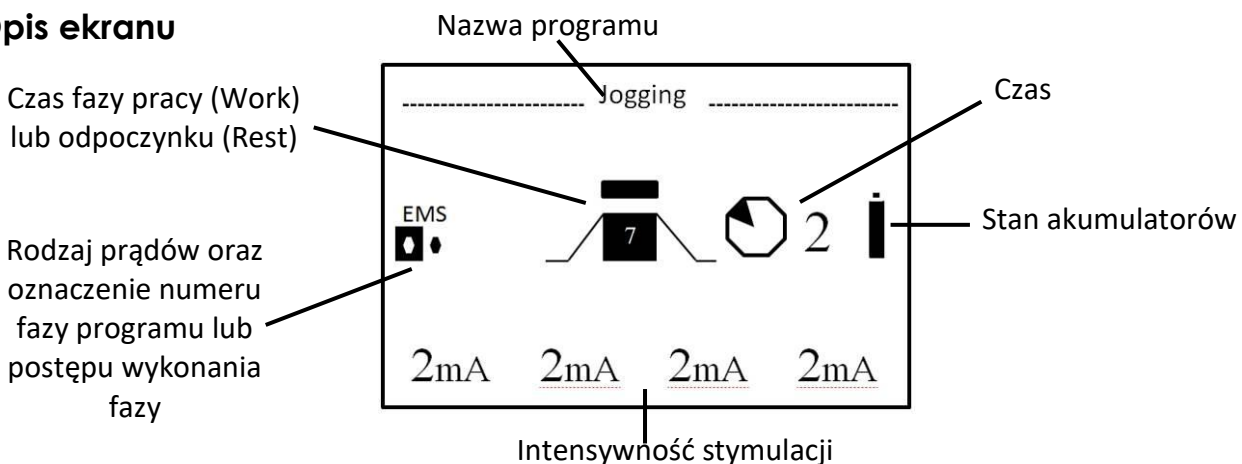 pis ekranu
Nazwa programu
Czas fazy pracy (Work)
lub odpoczynku (Rest)
Jogging
Czas
EMS
7
2
Stan akumulatorów
Rodzaj prądów oraz
oznaczenie numeru
fazy programu lub
postępu wykonania
fazy
2mA 2mA 2mA 2mA
Intensywność stymulacji